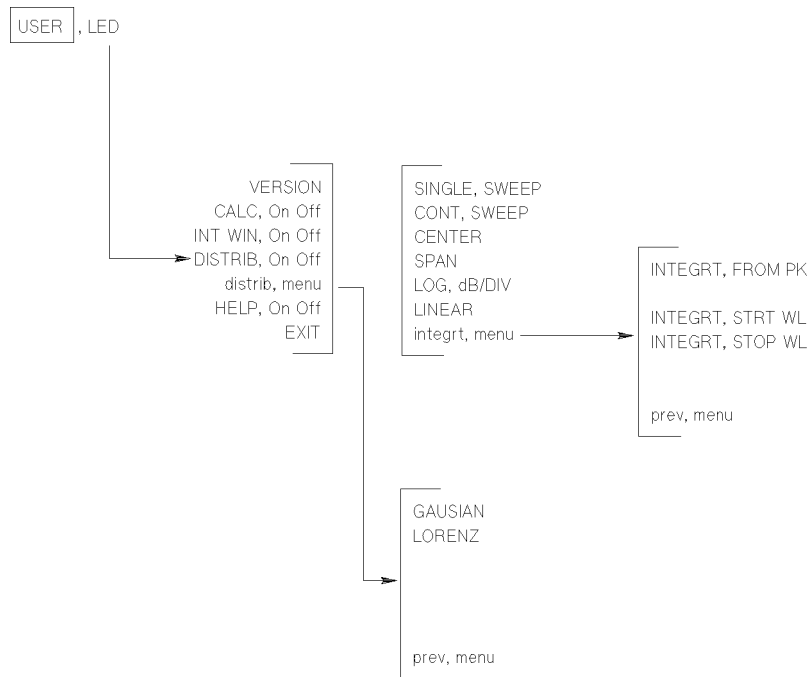 USER , LED
VERSION
CALC, On Off
INT WIN, On Off
DISTRIB, On Off
distrib, menu
HELP, On Off
EXIT
SINGLE, SWEEP
CONT, SWEEP
CENTER
SPAN
LOG, dB/DIV
LINEAR
integrt, menu
INTEGRT, FROM PK
INTEGRT, STRT WL
INTEGRT, STOP WL
prev, menu
GAUSIAN
LORENZ
prev, menu